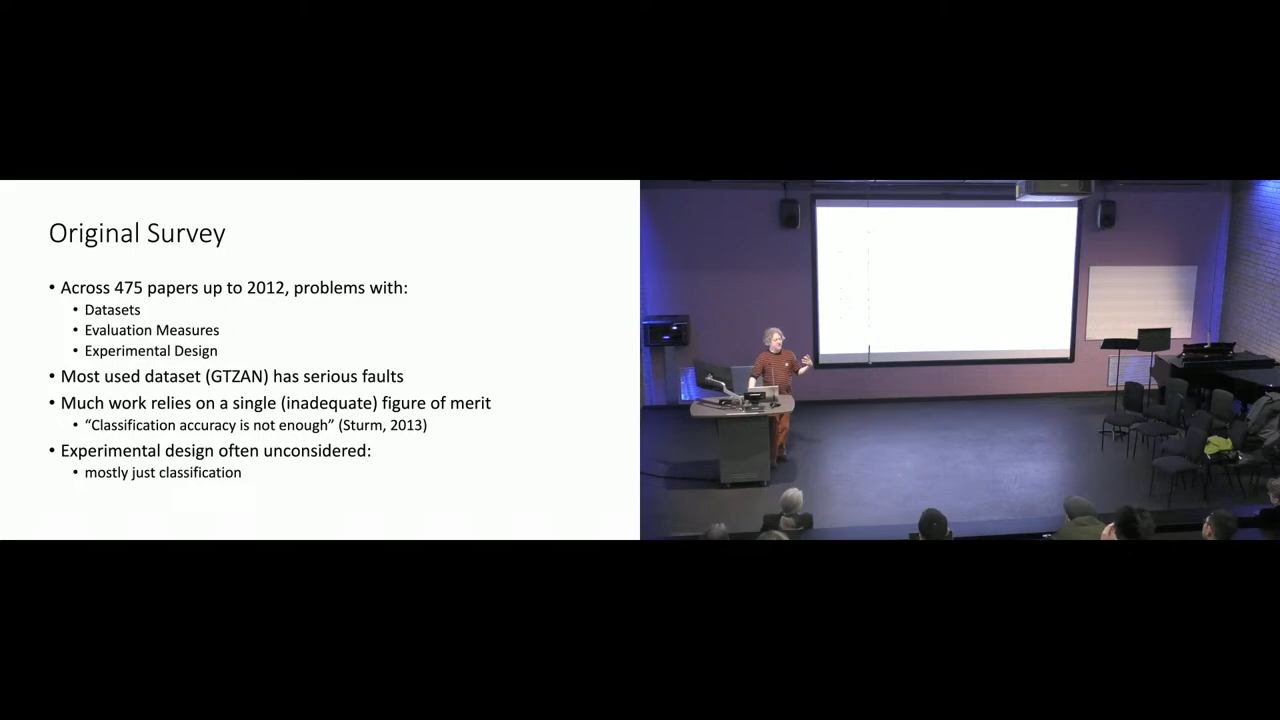 Original Survey
• Across 475 papers up to 2012, problems with:
• Datasets
• Evaluation Measures
• Experimental Design
• Most used dataset (GTZAN) has serious faults
• Much work relies on a single (inadequate) figure of merit
• “Classification accuracy is not enough” (Sturm, 2013)
• Experimental design often unconsidered:
• mostly just classification